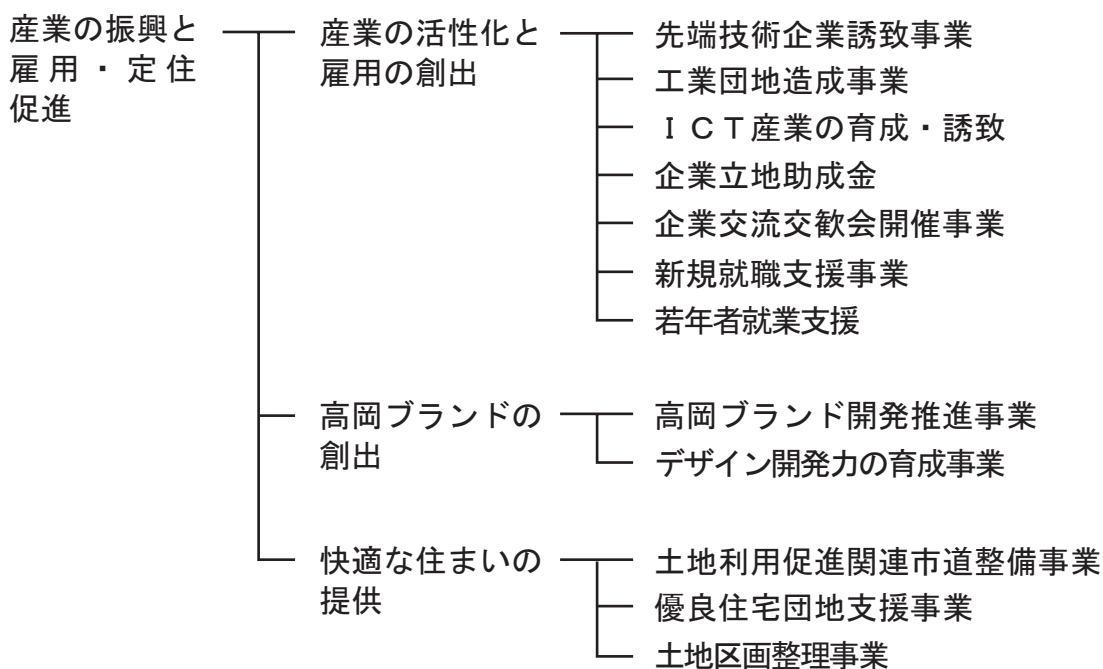 産業の振興と
雇用・定住
促進
産業の活性化と
雇用の創出
先端技術企業誘致事業
工業団地造成事業
ＩＣＴ産業の育成・誘致
企業立地助成金
企業交流交歓会開催事業
新規就職支援事業
若年者就業支援
高岡ブランドの
創出
高岡ブランド開発推進事業
デザイン開発力の育成事業
快適な住まいの
提供
土地利用促進関連市道整備事業
優良住宅団地支援事業
土地区画整理事業